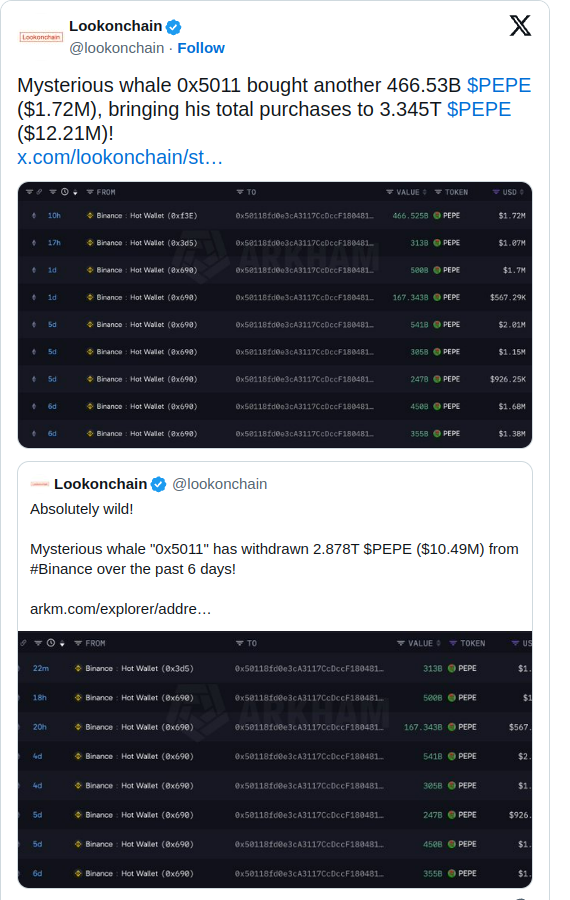 Lookonchain
Lookonchain
@lookonchain · Follow
Mysterious whale 0x5011 bought another 466.53B $PEPE
($1.72M), bringing his total purchases to 3.345T $PEPE
($12.21M)!
x.com/lookonchain/st…
FROM TO VALUE TOKEN USD
10h Binance : Hot Wallet (0xf3E) 0x50118fd0e3cA3117CcDccF180481… 466.525B PEPE $1.72M
17h Binance : Hot Wallet (0x3d5) 0x50118fd0e3cA3117CcDccF180481… 313B PEPE $1.07M
1d Binance : Hot Wallet (0x690) 0x50118fd0e3cA3117CcDccF180481… 500B PEPE $1.7M
1d Binance : Hot Wallet (0x690) 0x50118fd0e3cA3117CcDccF180481… 167.343B PEPE $567.29K
5d Binance : Hot Wallet (0x690) 0x50118fd0e3cA3117CcDccF180481… 541B PEPE $2.01M
5d Binance : Hot Wallet (0x690) 0x50118fd0e3cA3117CcDccF180481… 305B PEPE $1.15M
5d Binance : Hot Wallet (0x690) 0x50118fd0e3cA3117CcDccF180481… 247B PEPE $926.25K
6d Binance : Hot Wallet (0x690) 0x50118fd0e3cA3117CcDccF180481… 450B PEPE $1.68M
6d Binance : Hot Wallet (0x690) 0x50118fd0e3cA3117CcDccF180481… 355B PEPE $1.38M
ARKHAM
Lookonchain @lookonchain
Absolutely wild!
Mysterious whale "0x5011" has withdrawn 2.878T $PEPE ($10.49M) from
#Binance over the past 6 days!
arkm.com/explorer/addre…
FROM TO VALUE TOKEN US
22m Binance : Hot Wallet (0x3d5) 0x50118fd0e3cA3117CcDccF180481… 313B PEPE $1.
18h Binance : Hot Wallet (0x690) 0x50118fd0e3cA3117CcDccF180481… 500B PEPE $1
20h Binance : Hot Wallet (0x690) 0x50118fd0e3cA3117CcDccF180481… 167.343B PEPE $567.
4d Binance : Hot Wallet (0x690) 0x50118fd0e3cA3117CcDccF180481… 541B PEPE $2.
4d Binance : Hot Wallet (0x690) 0x50118fd0e3cA3117CcDccF180481… 305B PEPE $1.
5d Binance : Hot Wallet (0x690) 0x50118fd0e3cA3117CcDccF180481… 247B PEPE $926.
5d Binance : Hot Wallet (0x690) 0x50118fd0e3cA3117CcDccF180481… 450B PEPE $1.
6d Binance : Hot Wallet (0x690) 0x50118fd0e3cA3117CcDccF180481… 355B PEPE $1.
ARKHAM